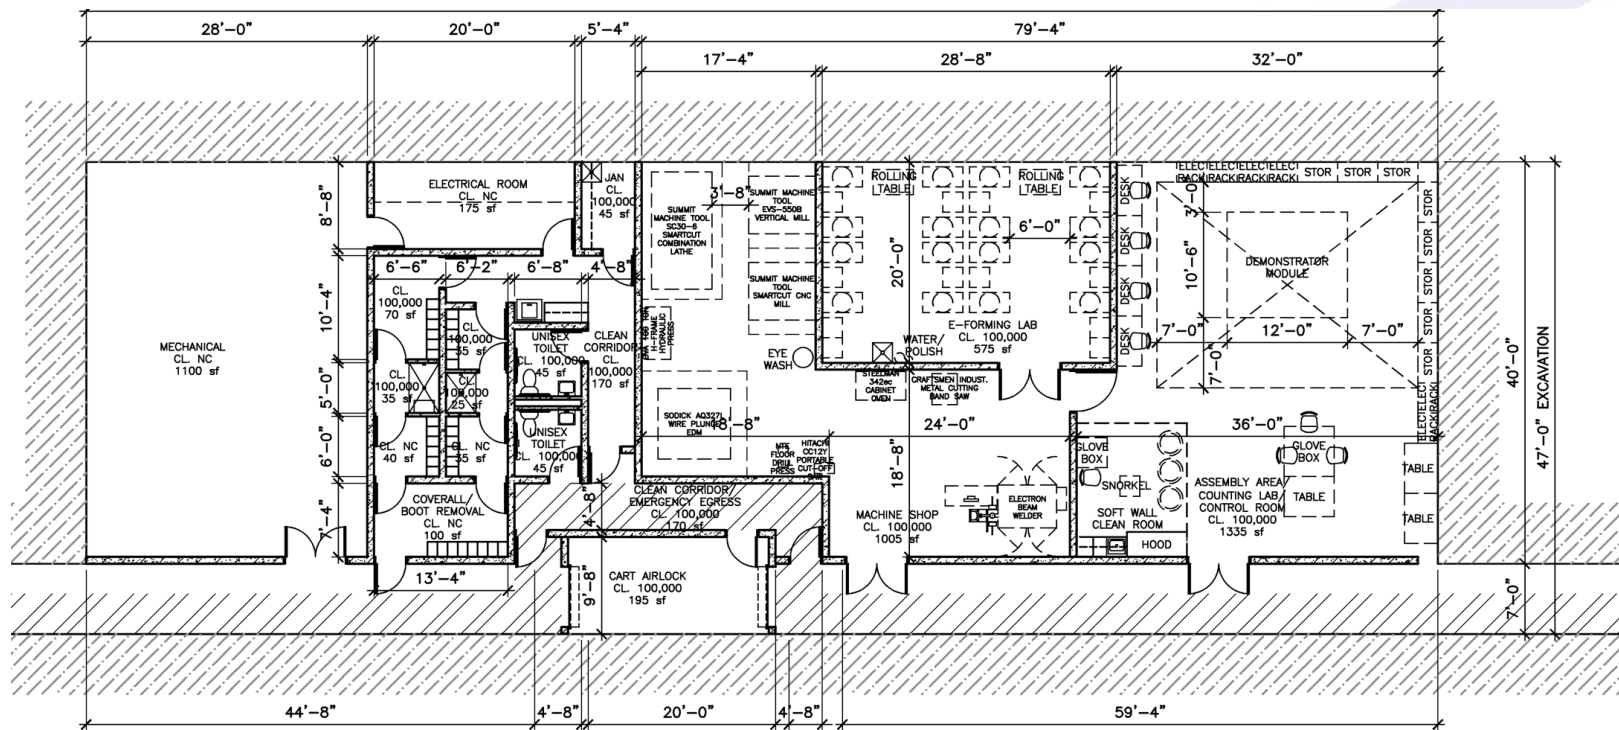 28'-0"
20'-0"
5'-4"
79'-4"
17'-4"
28'-8"
32'-0"
8'-8"
ELECTRICAL ROOM
CL. NC
175 sf
JAN
CL.
100,000
45 sf
SUMMIT
MACHINE TOOL
SC30-6
SMARTCUT
COMBINATION
LATHE
3'-8"
SUMMIT MACHINE
TOOL
EVS-550B
VERTICAL MILL
SUMMIT MACHINE
TOOL
SMARTCUT CNC
MILL
ROLLING
TABLE
ROLLING
TABLE
20'-0"
6'-0"
DESK
DESK
DESK
DESK
STOR
STOR
STOR
3'-0"
10'-6"
DEMONSTRATOR
MODULE
7'-0"
12'-0"
7'-0"
7'-0"
STOR
STOR
STOR
STOR
STOR
ELECT
RACK
6'-6"
6'-2"
6'-8"
4'-8"
10'-4"
CL.
100,000
70 sf
CL.
100,000
35 sf
UNISEX
TOILET
CL. 100,000
45 sf
CLEAN
CORRIDOR
CL.
100,000
170 sf
H-FRAME
HYDRAULIC
PRESS
EYE
WASH
WATER/
POLISH
E-FORMING LAB
CL. 100,000
575 sf
MECHANICAL
CL. NC
1100 sf
5'-0"
CL.
100,000
35 sf
CL.
100,000
25 sf
STEELMAN
342ec
CABINET
OVEN
CRAFTSMEN INDUST.
METAL CUTTING
BAND SAW
SODICK AQ327L
WIRE PLUNGE
EDM
18'-8"
24'-0"
36'-0"
6'-0"
CL. NC
40 sf
CL. NC
35 sf
UNISEX
TOILET
CL. 100,000
45 sf
MTS
FLOOR
DRILL
PRESS
HITACHI
CC12Y
PORTABLE
CUT-OFF
SAW
18'-8"
GLOVE
BOX
SNORKEL
GLOVE
BOX
TABLE
TABLE
TABLE
7'-4"
COVERALL/
BOOT REMOVAL
CL. NC
100 sf
4'-8"
CLEAN CORRIDOR/
EMERGENCY EGRESS
CL. 100,000
170 sf
MACHINE SHOP
CL. 100,000
1005 sf
ELECTRON
BEAM
WELDER
SOFT WALL
CLEAN ROOM
HOOD
ASSEMBLY AREA/
COUNTING LAB/
CONTROL ROOM
CL. 100,000
1335 sf
13'-4"
9'-8"
CART AIRLOCK
CL. 100,000
195 sf
40'-0"
47'-0" EXCAVATION
7'-0"
44'-8"
4'-8"
20'-0"
4'-8"
59'-4"